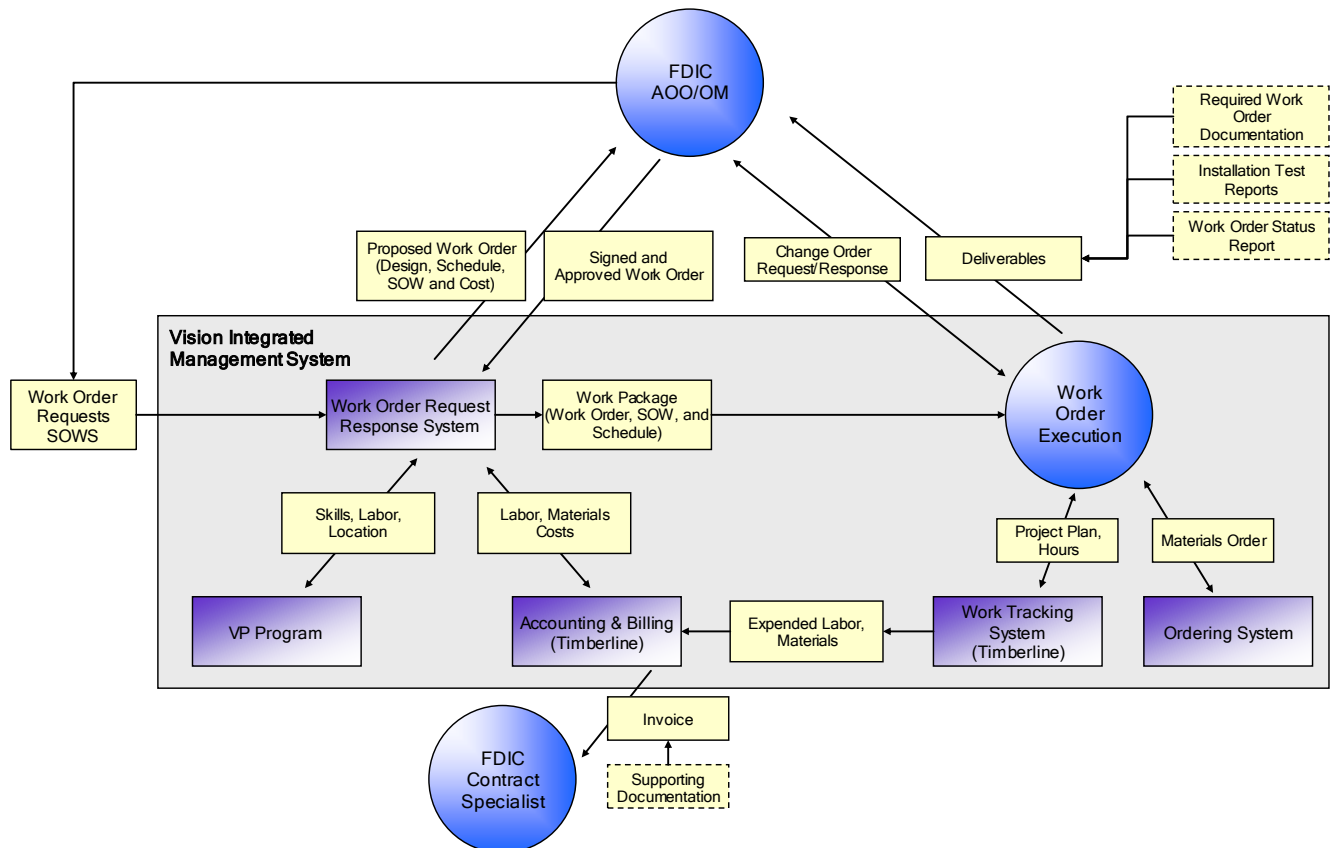 FDIC
AOO/OM
Required Work
Order
Documentation
Installation Test
Reports
Work Order Status
Report
Proposed Work Order
(Design, Schedule,
SOW and Cost)
Signed and
Approved Work Order
Change Order
Request/Response
Deliverables
Vision Integrated
Management System
Work Order
Requests
SOWS
Work Order Request
Response System
Work Package
(Work Order, SOW, and
Schedule)
Work
Order
Execution
Skills, Labor,
Location
Labor, Materials
Costs
Project Plan,
Hours
Materials Order
VP Program
Accounting & Billing
(Timberline)
Expended Labor,
Materials
Work Tracking
System
(Timberline)
Ordering System
Invoice
FDIC
Contract
Specialist
Supporting
Documentation